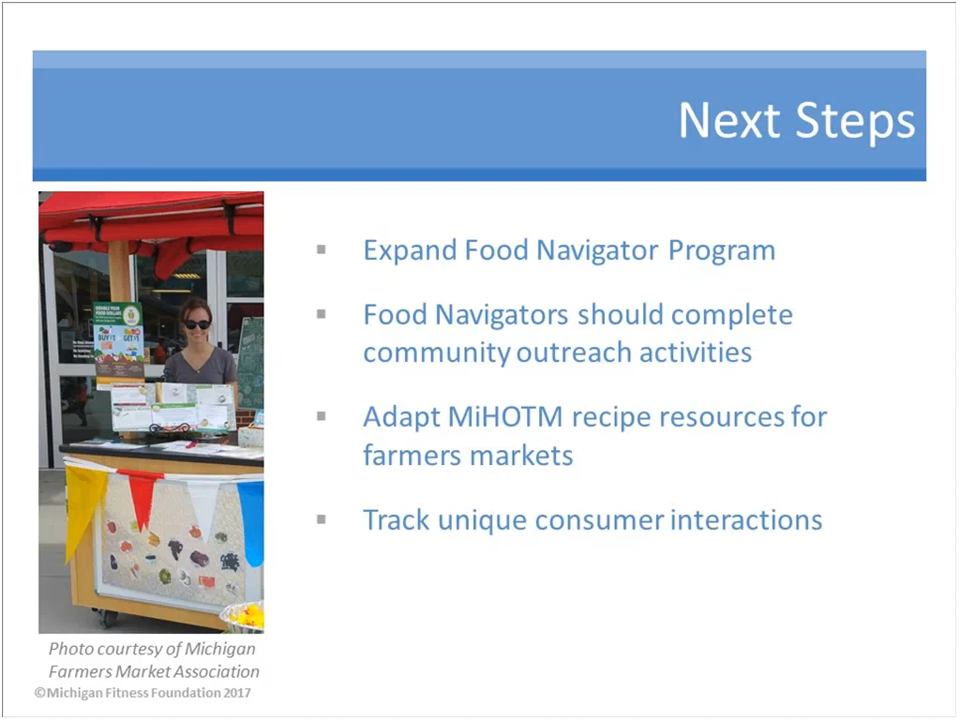 Next Steps
Expand Food Navigator Program
Food Navigators should complete
community outreach activities
Adapt MiHOTM recipe resources for
farmers markets
Track unique consumer interactions
BUY
Photo courtesy of Michigan
Farmers Market Association
©Michigan Fitness Foundation 2017